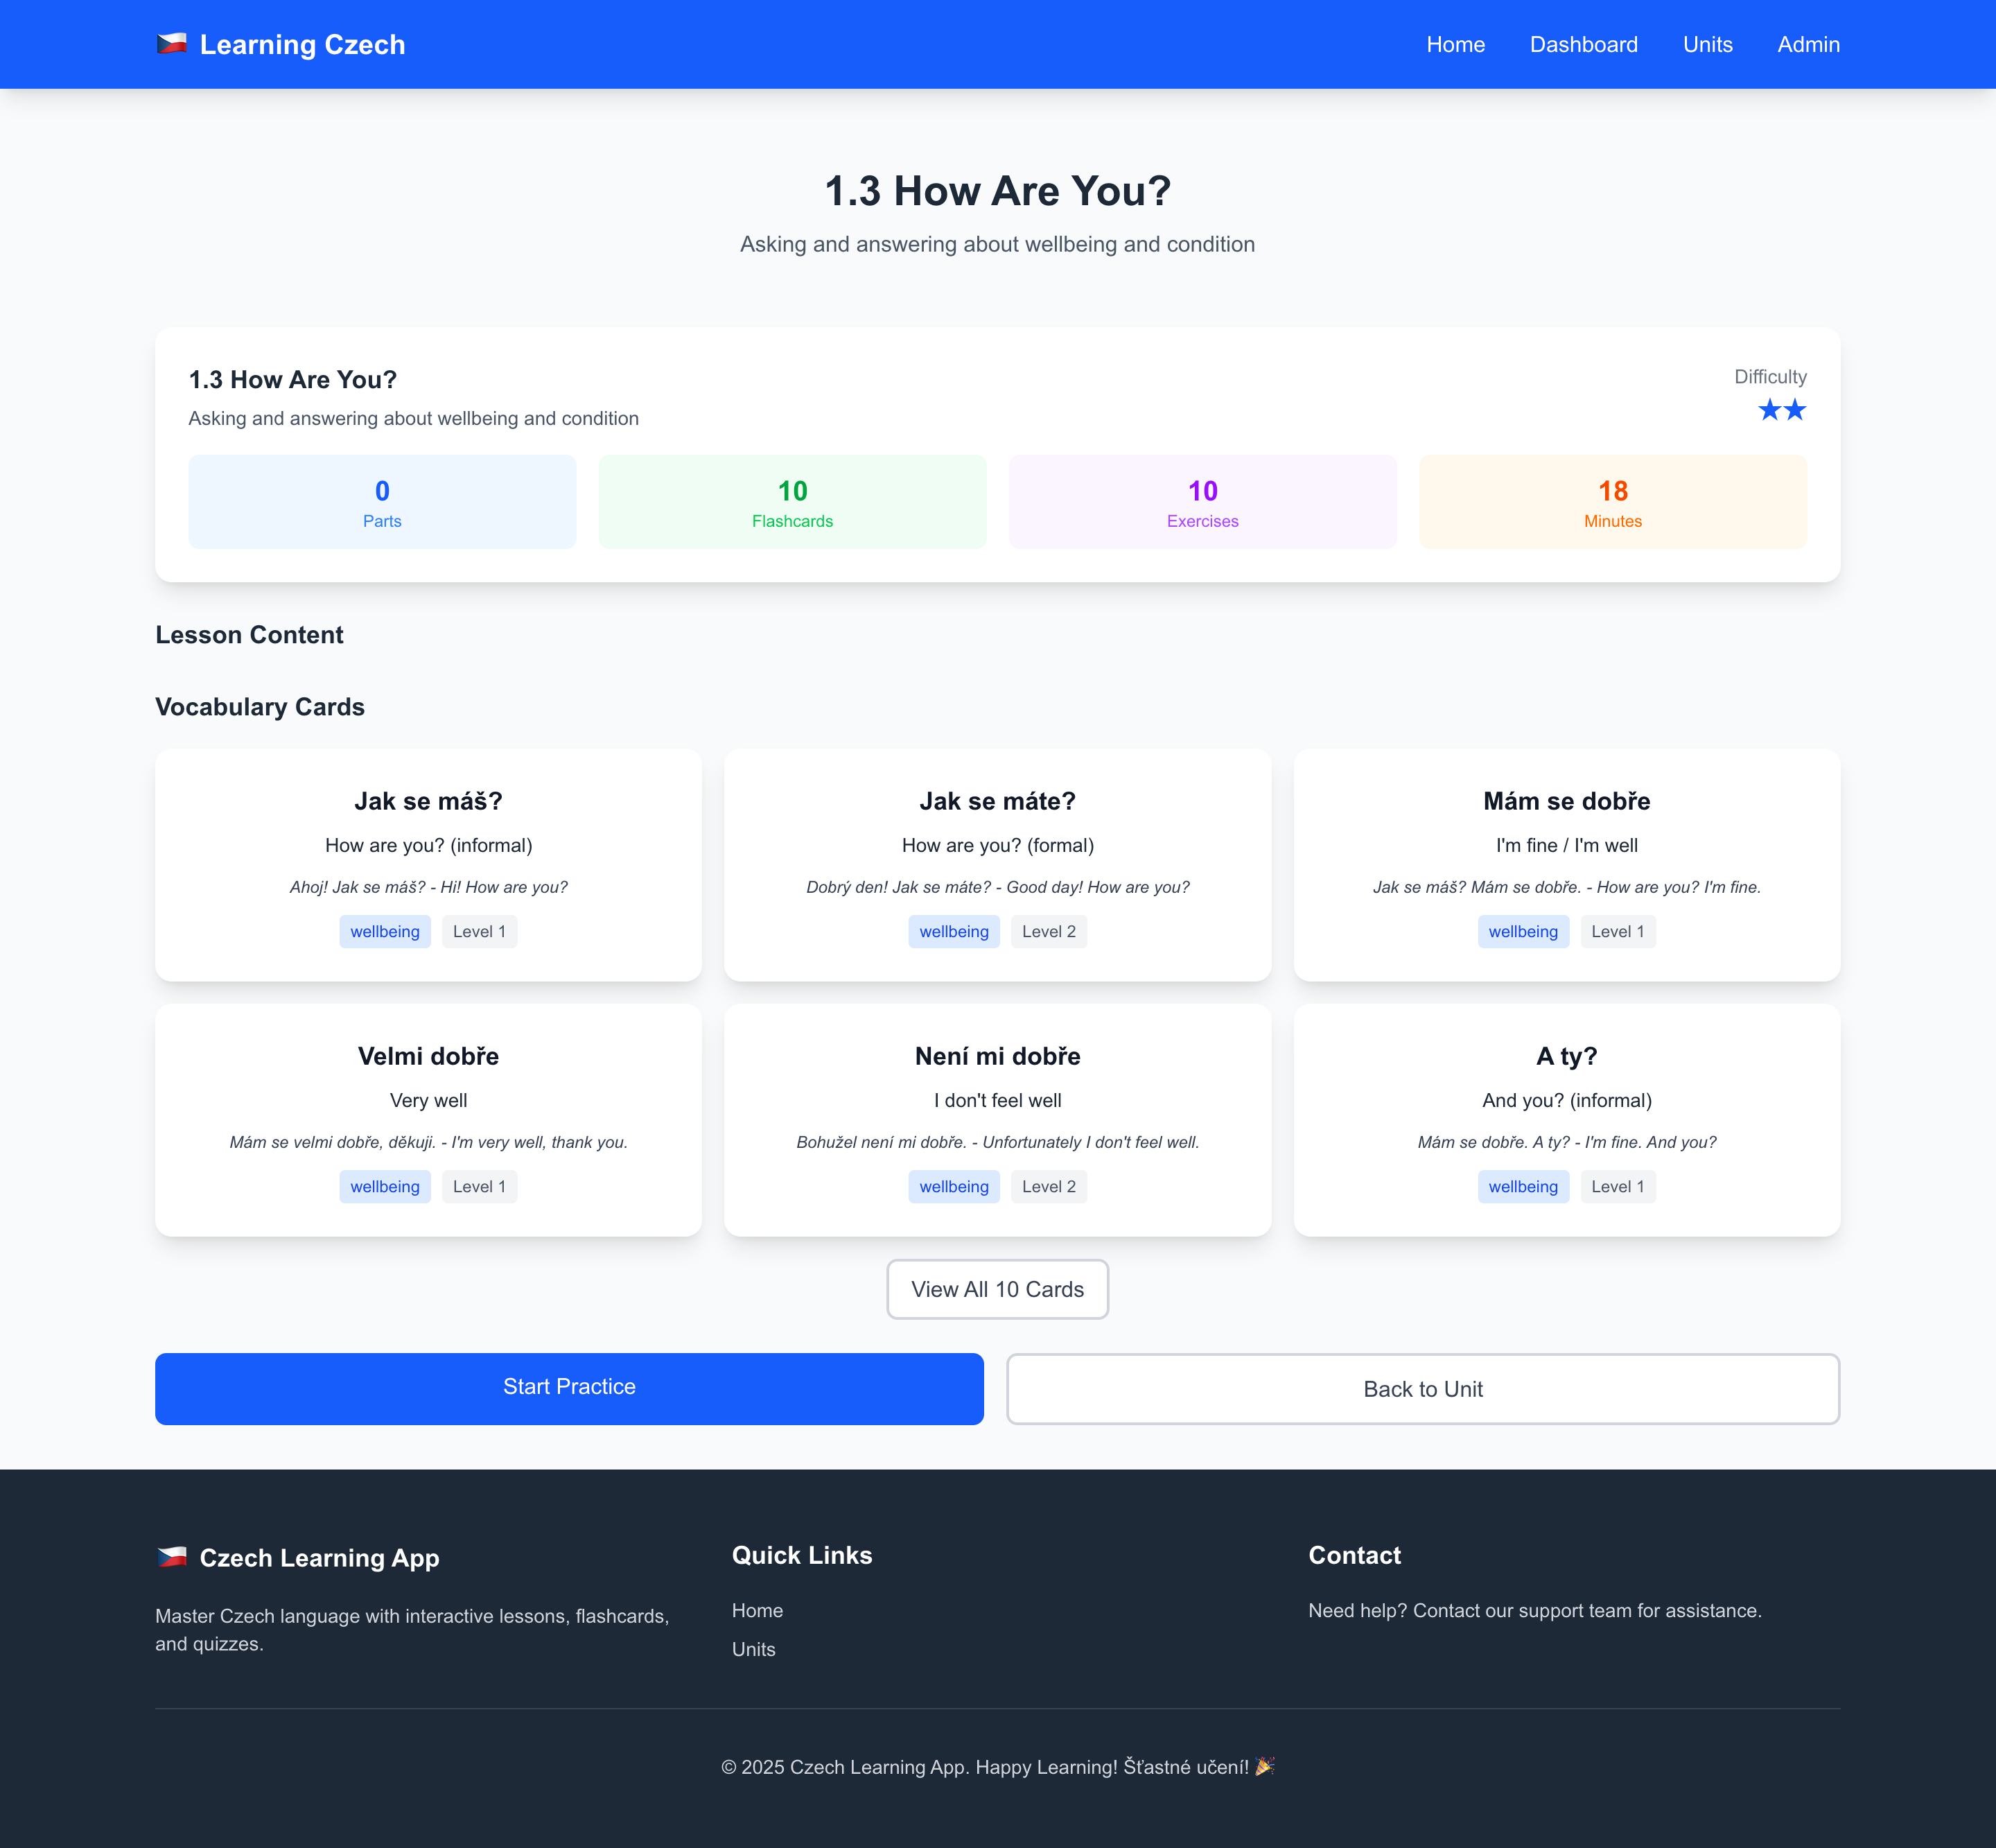 Learning Czech
Home
Dashboard
Units
Admin
1.3 How Are You?
Asking and answering about wellbeing and condition
1.3 How Are You?
Asking and answering about wellbeing and condition
Difficulty
★★
0
Parts
10
Flashcards
10
Exercises
18
Minutes
Lesson Content
Vocabulary Cards
Jak se máš?
How are you? (informal)
Ahoj! Jak se máš? - Hi! How are you?
wellbeing
Level 1
Jak se máte?
How are you? (formal)
Dobrý den! Jak se máte? - Good day! How are you?
wellbeing
Level 2
Mám se dobře
I'm fine / I'm well
Jak se máš? Mám se dobře. - How are you? I'm fine.
wellbeing
Level 1
Velmi dobře
Very well
Mám se velmi dobře, děkuji. - I'm very well, thank you.
wellbeing
Level 1
Není mi dobře
I don't feel well
Bohužel není mi dobře. - Unfortunately I don't feel well.
wellbeing
Level 2
A ty?
And you? (informal)
Mám se dobře. A ty? - I'm fine. And you?
wellbeing
Level 1
View All 10 Cards
Start Practice
Back to Unit
Czech Learning App
Master Czech language with interactive lessons, flashcards,
and quizzes.
Quick Links
Home
Units
Contact
Need help? Contact our support team for assistance.
© 2025 Czech Learning App. Happy Learning! Šťastné učení! 🎉